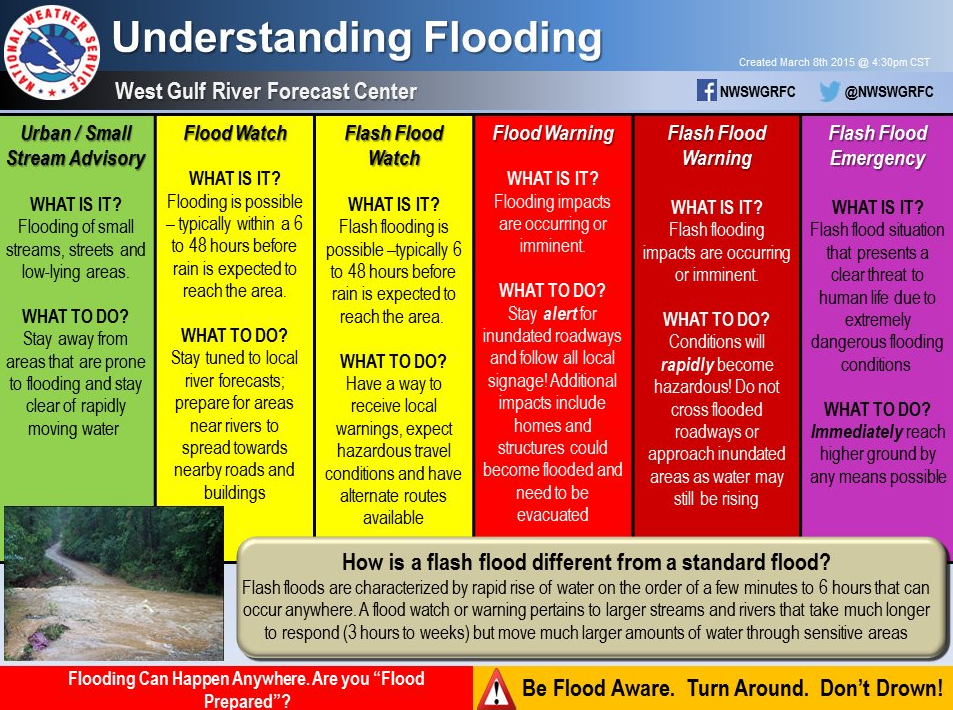 NATIONAL WEATHER SERVICE
Understanding Flooding
Created March 8th 2015 @ 4:30pm CST
West Gulf River Forecast Center
NWSWGRFC
@NWSWGRFC
Urban / Small
Stream Advisory
WHAT IS IT?
Flooding of small
streams, streets and
low-lying areas.
WHAT TO DO?
Stay away from
areas that are prone
to flooding and stay
clear of rapidly
moving water
Flood Watch
WHAT IS IT?
Flooding is possible
– typically within a 6
to 48 hours before
rain is expected to
reach the area.
WHAT TO DO?
Stay tuned to local
river forecasts;
prepare for areas
near rivers to
spread towards
nearby roads and
buildings
Flash Flood
Watch
WHAT IS IT?
Flash flooding is
possible –typically 6
to 48 hours before
rain is expected to
reach the area.
WHAT TO DO?
Have a way to
receive local
warnings, expect
hazardous travel
conditions and have
alternate routes
available
Flood Warning
WHAT IS IT?
Flooding impacts
are occurring or
imminent.
WHAT TO DO?
Stay alert for
inundated roadways
and follow all local
signage! Additional
impacts include
homes and
structures could
become flooded and
need to be
evacuated
Flash Flood
Warning
WHAT IS IT?
Flash flooding
impacts are occurring
or imminent.
WHAT TO DO?
Conditions will
rapidly become
hazardous! Do not
cross flooded
roadways or
approach inundated
areas as water may
still be rising
Flash Flood
Emergency
WHAT IS IT?
Flash flood situation
that presents a
clear threat to
human life due to
extremely
dangerous flooding
conditions
WHAT TO DO?
Immediately reach
higher ground by
any means possible
How is a flash flood different from a standard flood?
Flash floods are characterized by rapid rise of water on the order of a few minutes to 6 hours that can
occur anywhere. A flood watch or warning pertains to larger streams and rivers that take much longer
to respond (3 hours to weeks) but move much larger amounts of water through sensitive areas
Flooding Can Happen Anywhere. Are you “Flood
Prepared”?
Be Flood Aware. Turn Around. Don’t Drown!